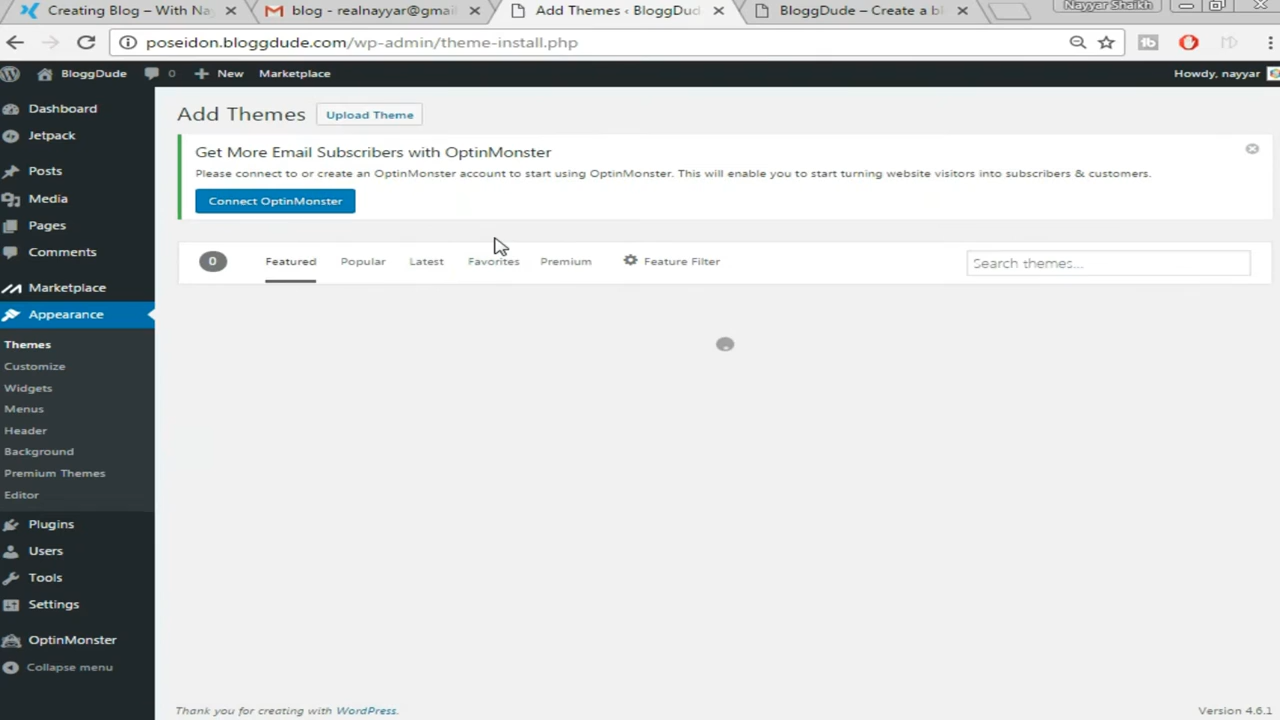 Creating Blog – With Na
blog - realnayyar@gmai
Add Themes ‹ BloggDud
BloggDude – Create a bl
Nayyar Shaikh
poseidon.bloggdude.com/wp-admin/theme-install.php
BloggDude 0 New Marketplace Howdy, nayyar
Dashboard
Jetpack
Posts
Media
Pages
Comments
Marketplace
Appearance
Themes
Customize
Widgets
Menus
Header
Background
Premium Themes
Editor
Plugins
Users
Tools
Settings
OptinMonster
Collapse menu
Add Themes Upload Theme
Get More Email Subscribers with OptinMonster
Please connect to or create an OptinMonster account to start using OptinMonster. This will enable you to start turning website visitors into subscribers & customers.
Connect OptinMonster
0 Featured Popular Latest Favorites Premium Feature Filter Search themes...
Thank you for creating with WordPress. Version 4.6.1